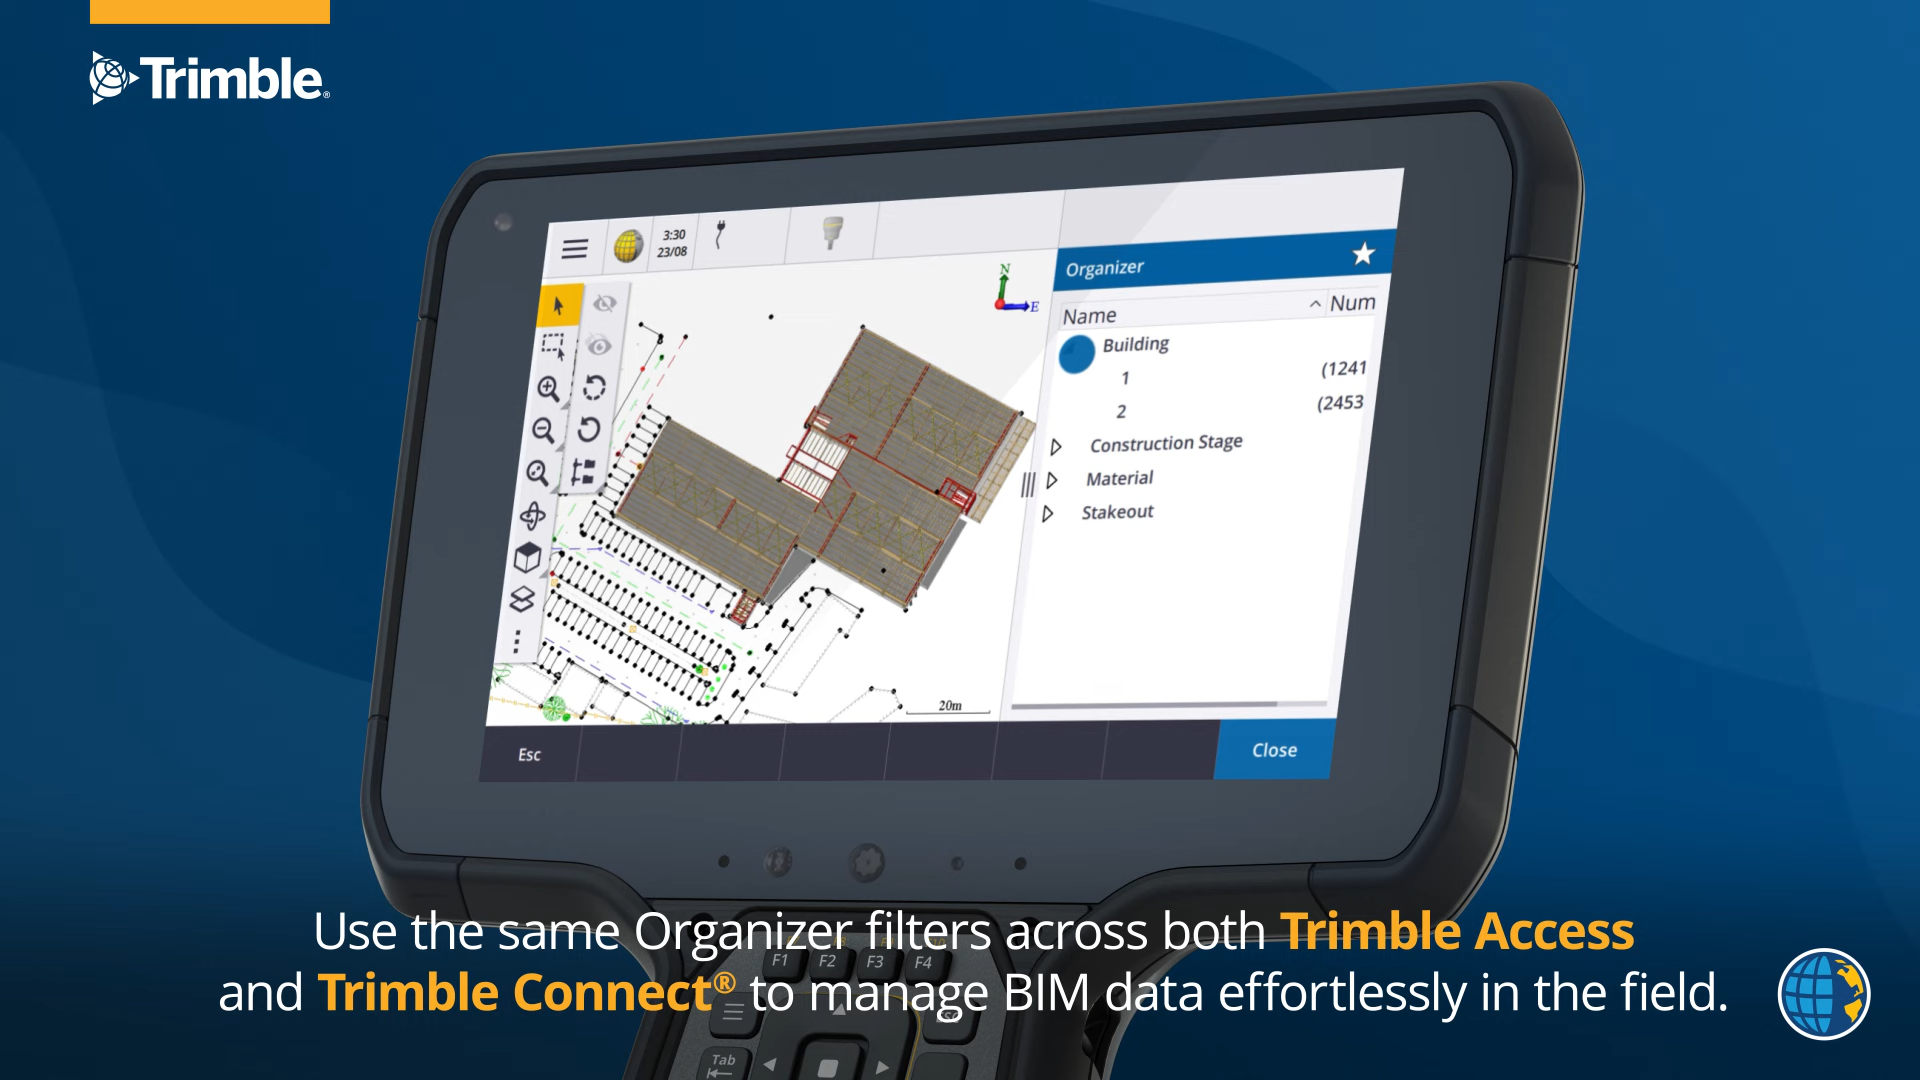 Trimble®
3:30
23/08
N
E
Organizer
Name
Num
Building
1
(1241
2
(2453
Construction Stage
Material
Stakeout
20m
Esc
Close
Use the same Organizer filters across both Trimble Access
F1 F2 F3 F4
and Trimble Connect® to manage BIM data effortlessly in the field.
Tab